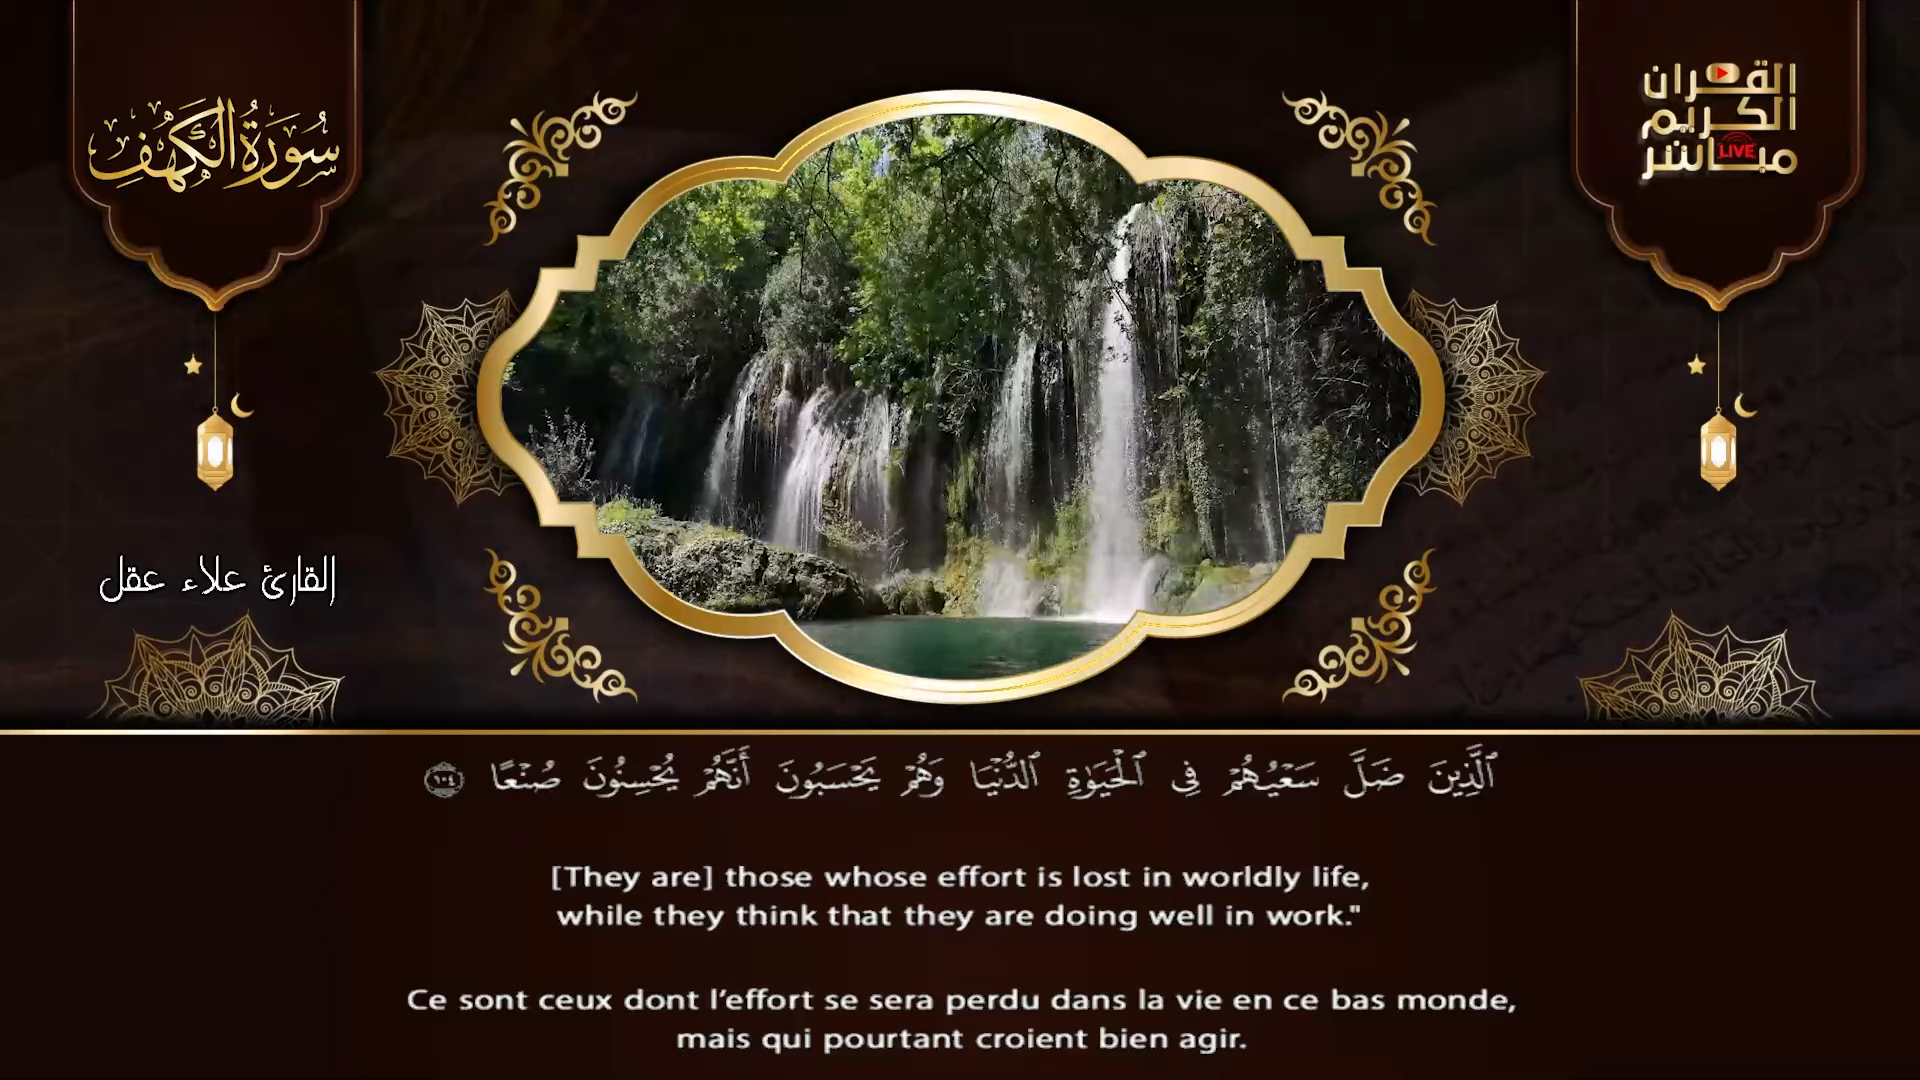 سُورَةُ الكَهْفِ
القران
الكريم
LIVE
مباشر
القارئ علاء عقل
ٱلَّذِينَ ضَلَّ سَعْيُهُمْ فِى ٱلْحَيَوٰةِ ٱلدُّنْيَا وَهُمْ يَحْسَبُونَ أَنَّهُمْ يُحْسِنُونَ صُنْعًا ١٠٤
[They are] those whose effort is lost in worldly life,
while they think that they are doing well in work."
Ce sont ceux dont l’effort se sera perdu dans la vie en ce bas monde,
mais qui pourtant croient bien agir.